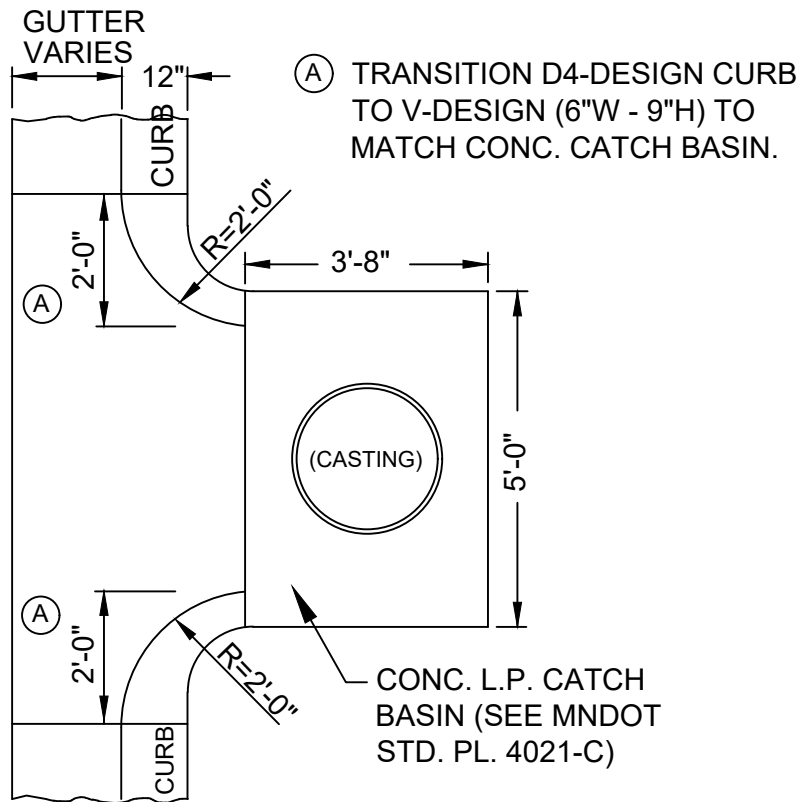 GUTTER
VARIES
12"
CURB
A
TRANSITION D4-DESIGN CURB
TO V-DESIGN (6"W - 9"H) TO
MATCH CONC. CATCH BASIN.
R=2'-0"
2'-0"
3'-8"
A
(CASTING)
5'-0"
A
2'-0"
R=2'-0"
CURB
CONC. L.P. CATCH
BASIN (SEE MNDOT
STD. PL. 4021-C)